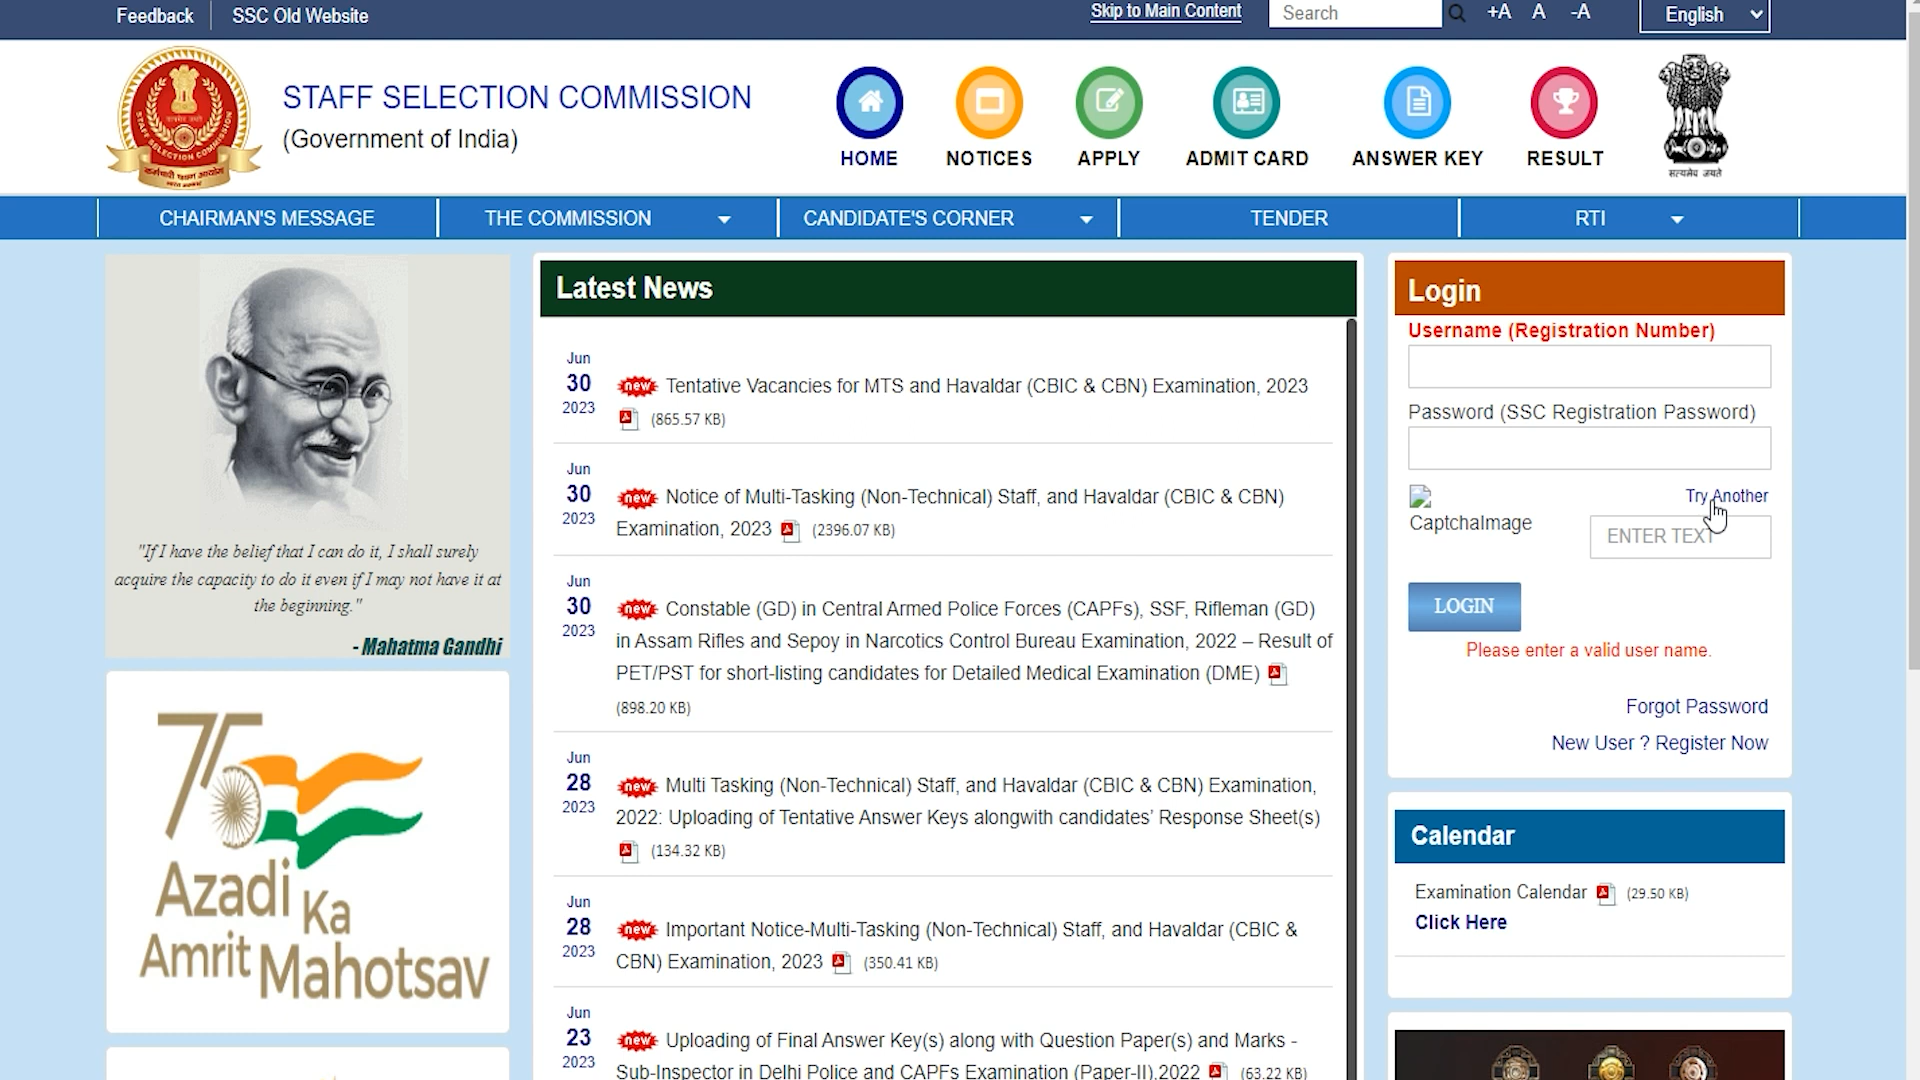 Feedback
SSC Old Website
Skip to Main Content
Search
+A
A
-A
English
STAFF SELECTION COMMISSION
(Government of India)
HOME
NOTICES
APPLY
ADMIT CARD
ANSWER KEY
RESULT
सत्यमेव जयते
CHAIRMAN'S MESSAGE
THE COMMISSION
CANDIDATE'S CORNER
TENDER
RTI
"If I have the belief that I can do it, I shall surely
acquire the capacity to do it even if I may not have it at
the beginning."
- Mahatma Gandhi
75
Azadi Ka
Amrit Mahotsav
Latest News
Jun
30
2023
new Tentative Vacancies for MTS and Havaldar (CBIC & CBN) Examination, 2023
(865.57 KB)
Jun
30
2023
new Notice of Multi-Tasking (Non-Technical) Staff, and Havaldar (CBIC & CBN)
Examination, 2023 (2396.07 KB)
Jun
30
2023
new Constable (GD) in Central Armed Police Forces (CAPFs), SSF, Rifleman (GD)
in Assam Rifles and Sepoy in Narcotics Control Bureau Examination, 2022 – Result of
PET/PST for short-listing candidates for Detailed Medical Examination (DME)
(898.20 KB)
Jun
28
2023
new Multi Tasking (Non-Technical) Staff, and Havaldar (CBIC & CBN) Examination,
2022: Uploading of Tentative Answer Keys alongwith candidates’ Response Sheet(s)
(134.32 KB)
Jun
28
2023
new Important Notice-Multi-Tasking (Non-Technical) Staff, and Havaldar (CBIC &
CBN) Examination, 2023 (350.41 KB)
Jun
23
2023
new Uploading of Final Answer Key(s) along with Question Paper(s) and Marks -
Sub-Inspector in Delhi Police and CAPFs Examination (Paper-II),2022 (63.22 KB)
Login
Username (Registration Number)
Password (SSC Registration Password)
CaptchaImage
Try Another
ENTER TEXT
LOGIN
Please enter a valid user name.
Forgot Password
New User ? Register Now
Calendar
Examination Calendar (29.50 KB)
Click Here